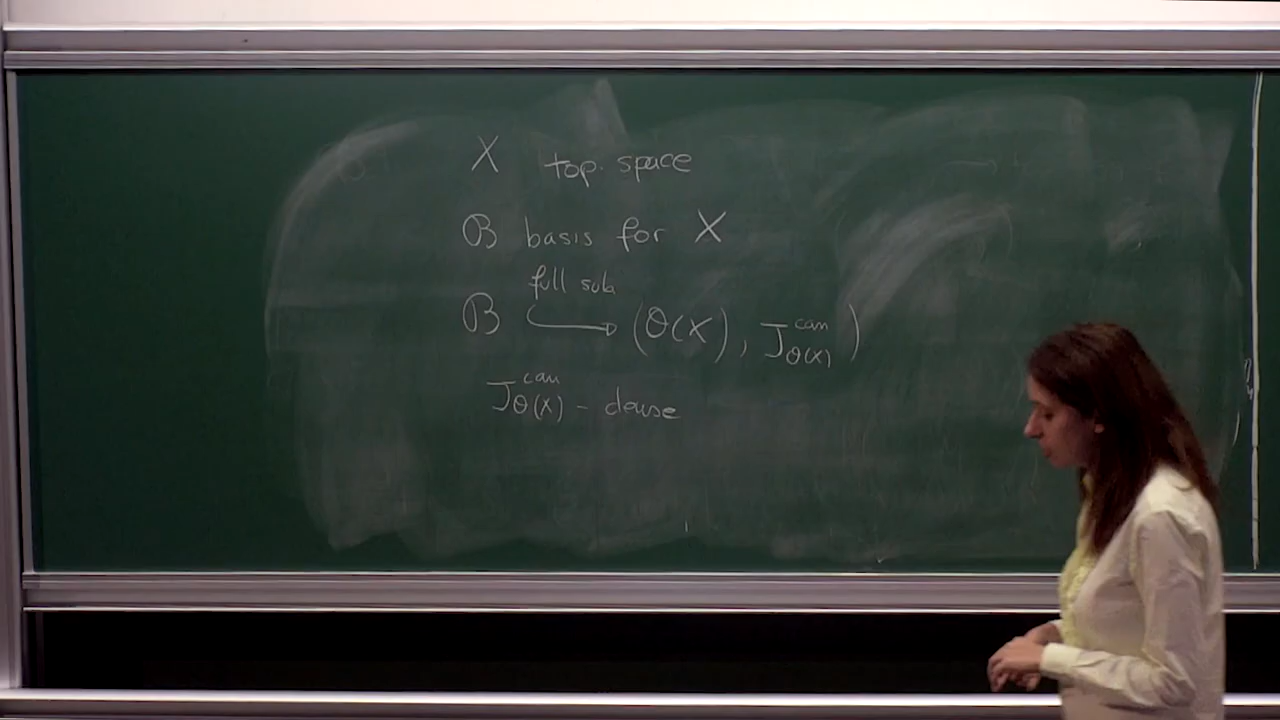 X top. space
B basis for X
full sub.
B ↪ (O(X), J^can_O(X))
J^can_O(X) - dense